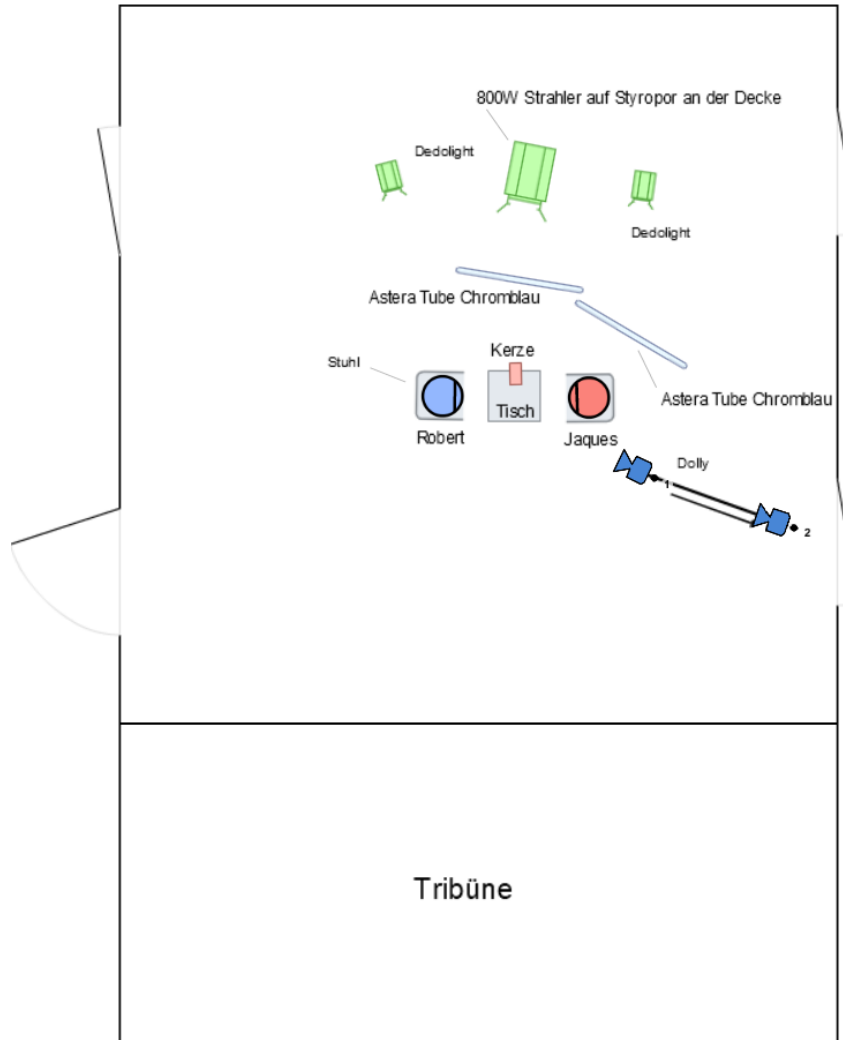 800W Strahler auf Styropor an der Decke
Dedolight
Dedolight
Astera Tube Chromblau
Kerze
Stuhl
Astera Tube Chromblau
Tisch
Robert
Jaques
Dolly
1
2
Tribüne